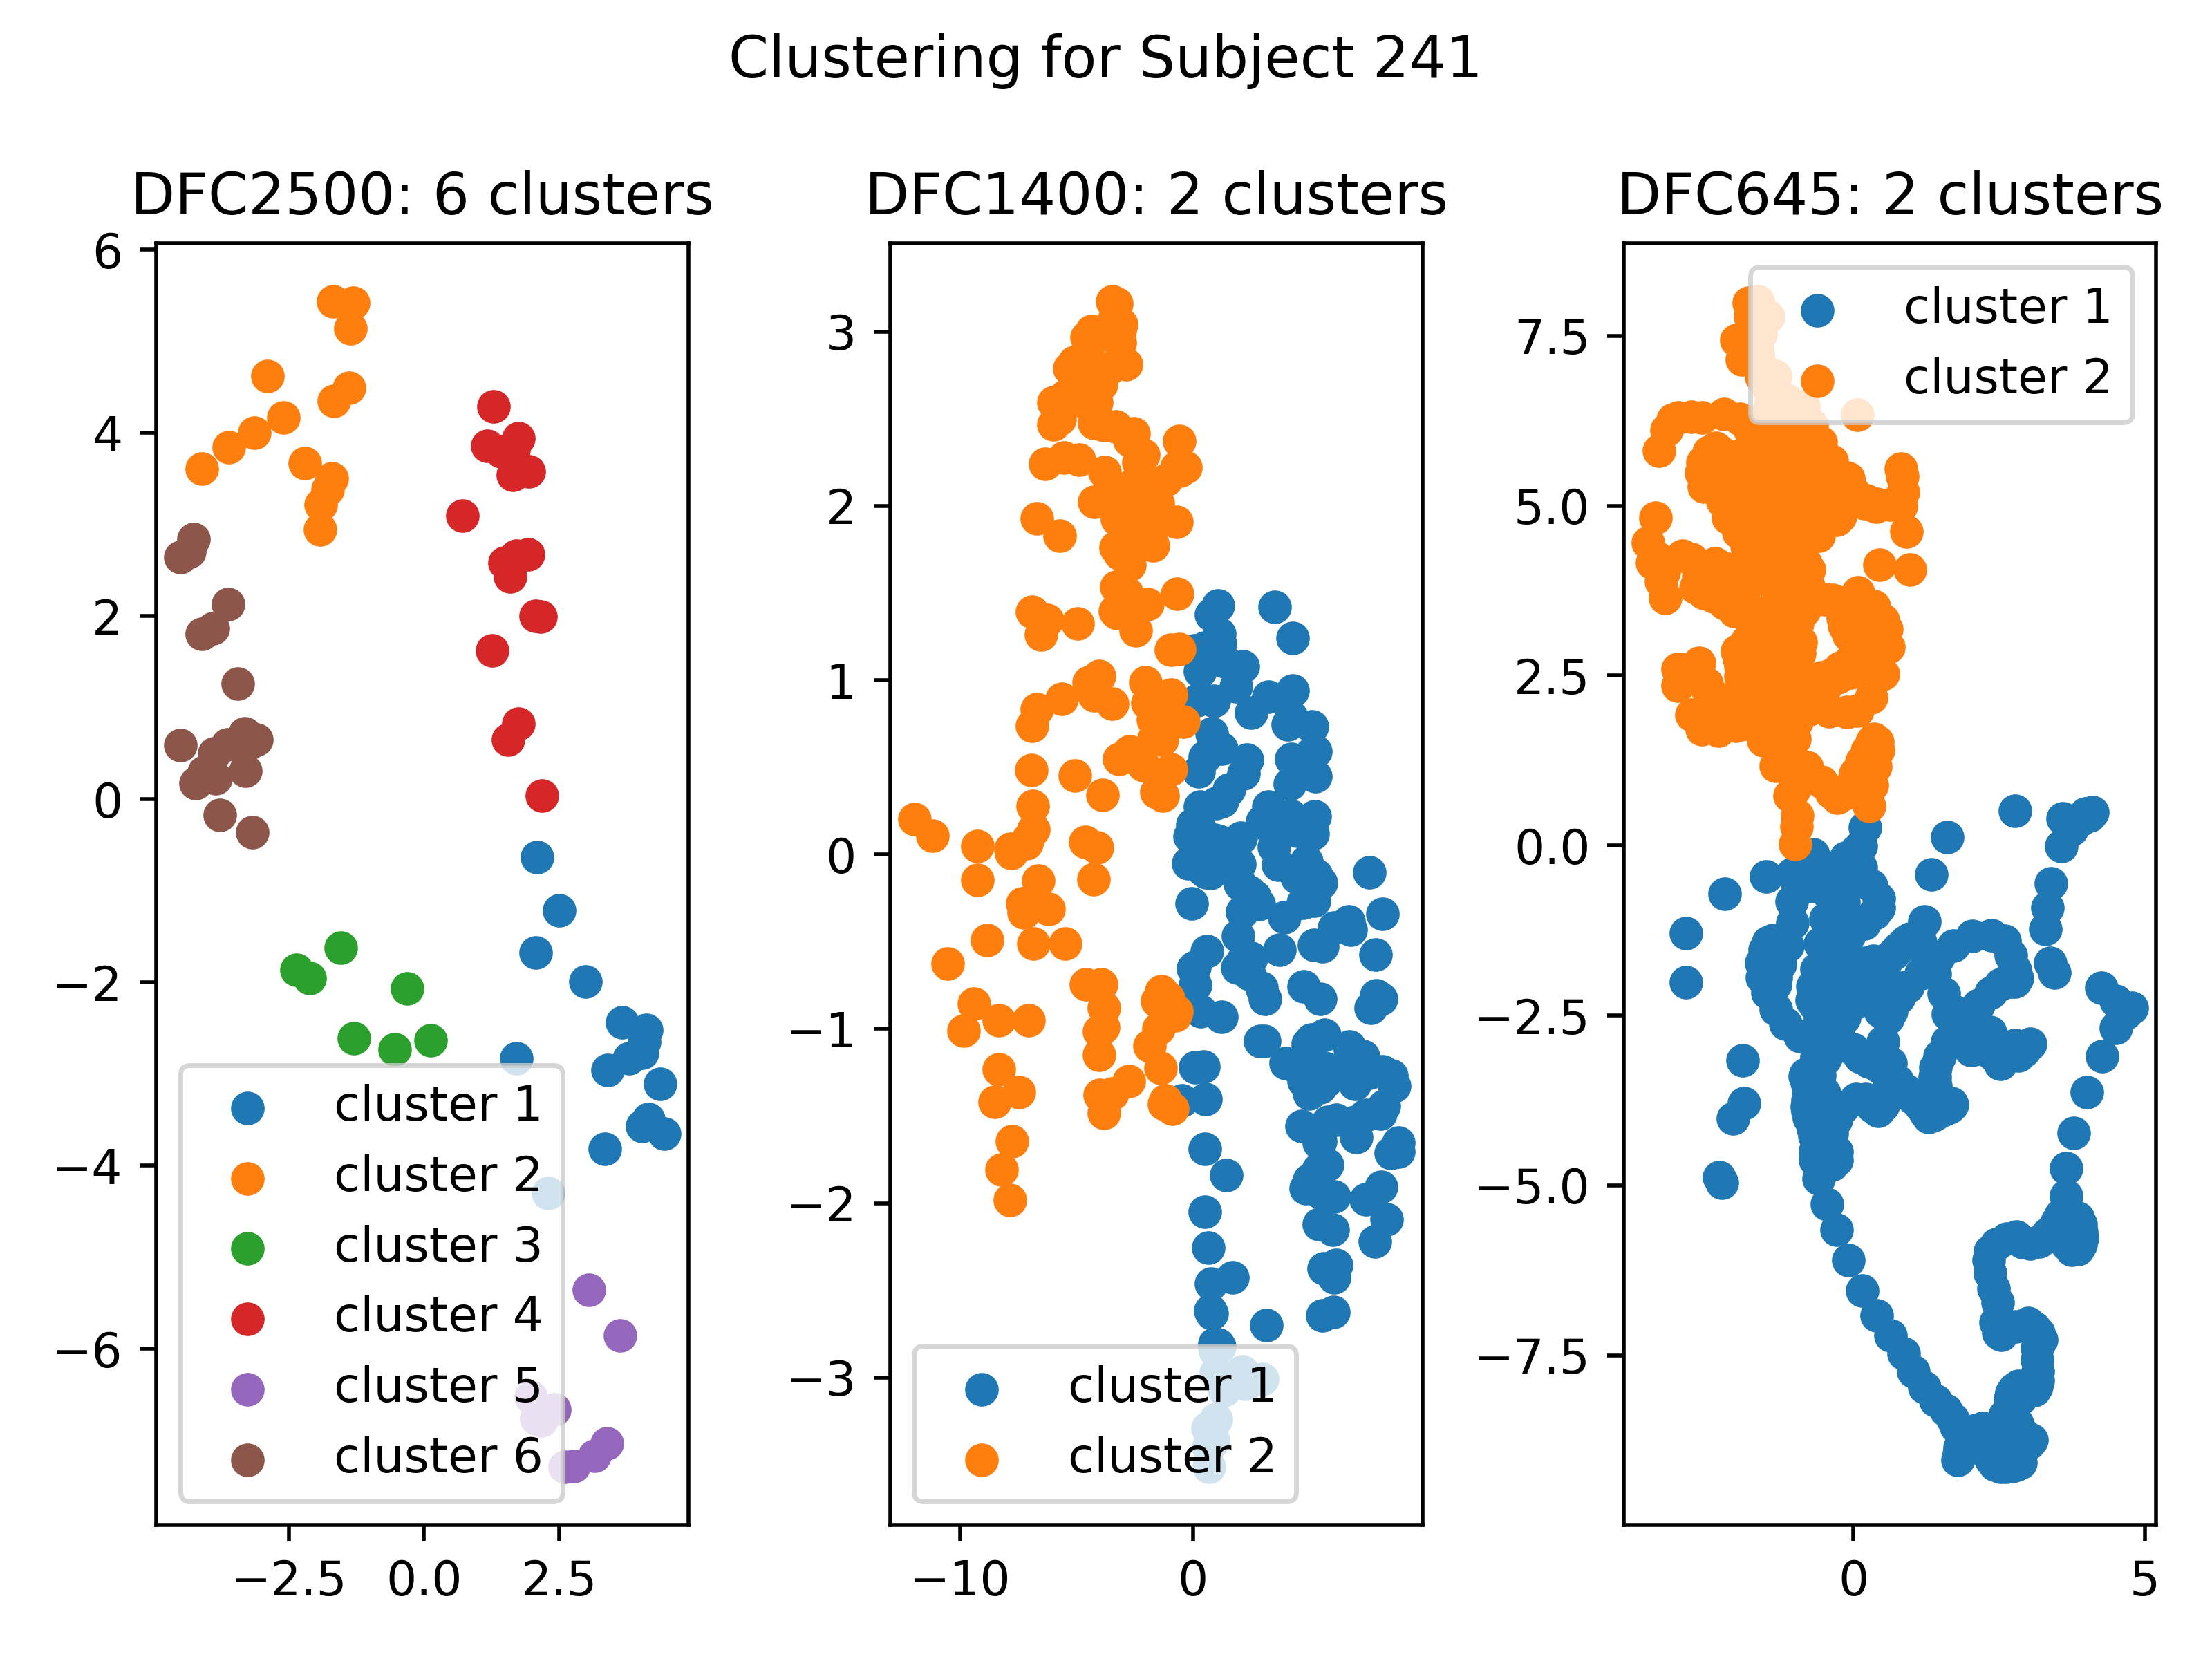 Clustering for Subject 241
DFC2500: 6 clusters
6
4
2
0
−2
−4
−6
−2.5 0.0 2.5
cluster 1
cluster 2
cluster 3
cluster 4
cluster 5
cluster 6
DFC1400: 2 clusters
3
2
1
0
−1
−2
−3
−10 0
cluster 1
cluster 2
DFC645: 2 clusters
7.5
5.0
2.5
0.0
−2.5
−5.0
−7.5
0 5
cluster 1
cluster 2